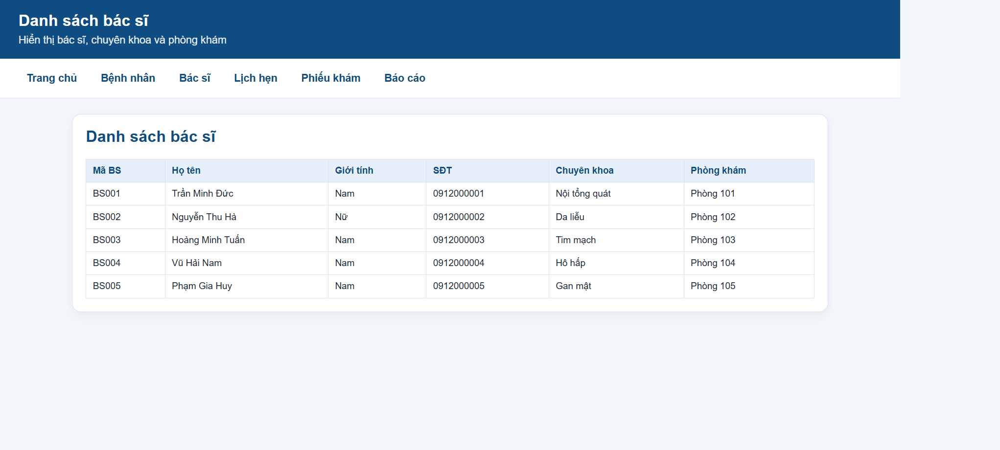 Danh sách bác sĩ
Hiển thị bác sĩ, chuyên khoa và phòng khám
Trang chủ Bệnh nhân Bác sĩ Lịch hẹn Phiếu khám Báo cáo
Danh sách bác sĩ
Mã BS Họ tên Giới tính SĐT Chuyên khoa Phòng khám
BS001 Trần Minh Đức Nam 0912000001 Nội tổng quát Phòng 101
BS002 Nguyễn Thu Hà Nữ 0912000002 Da liễu Phòng 102
BS003 Hoàng Minh Tuấn Nam 0912000003 Tim mạch Phòng 103
BS004 Vũ Hải Nam Nam 0912000004 Hô hấp Phòng 104
BS005 Phạm Gia Huy Nam 0912000005 Gan mật Phòng 105